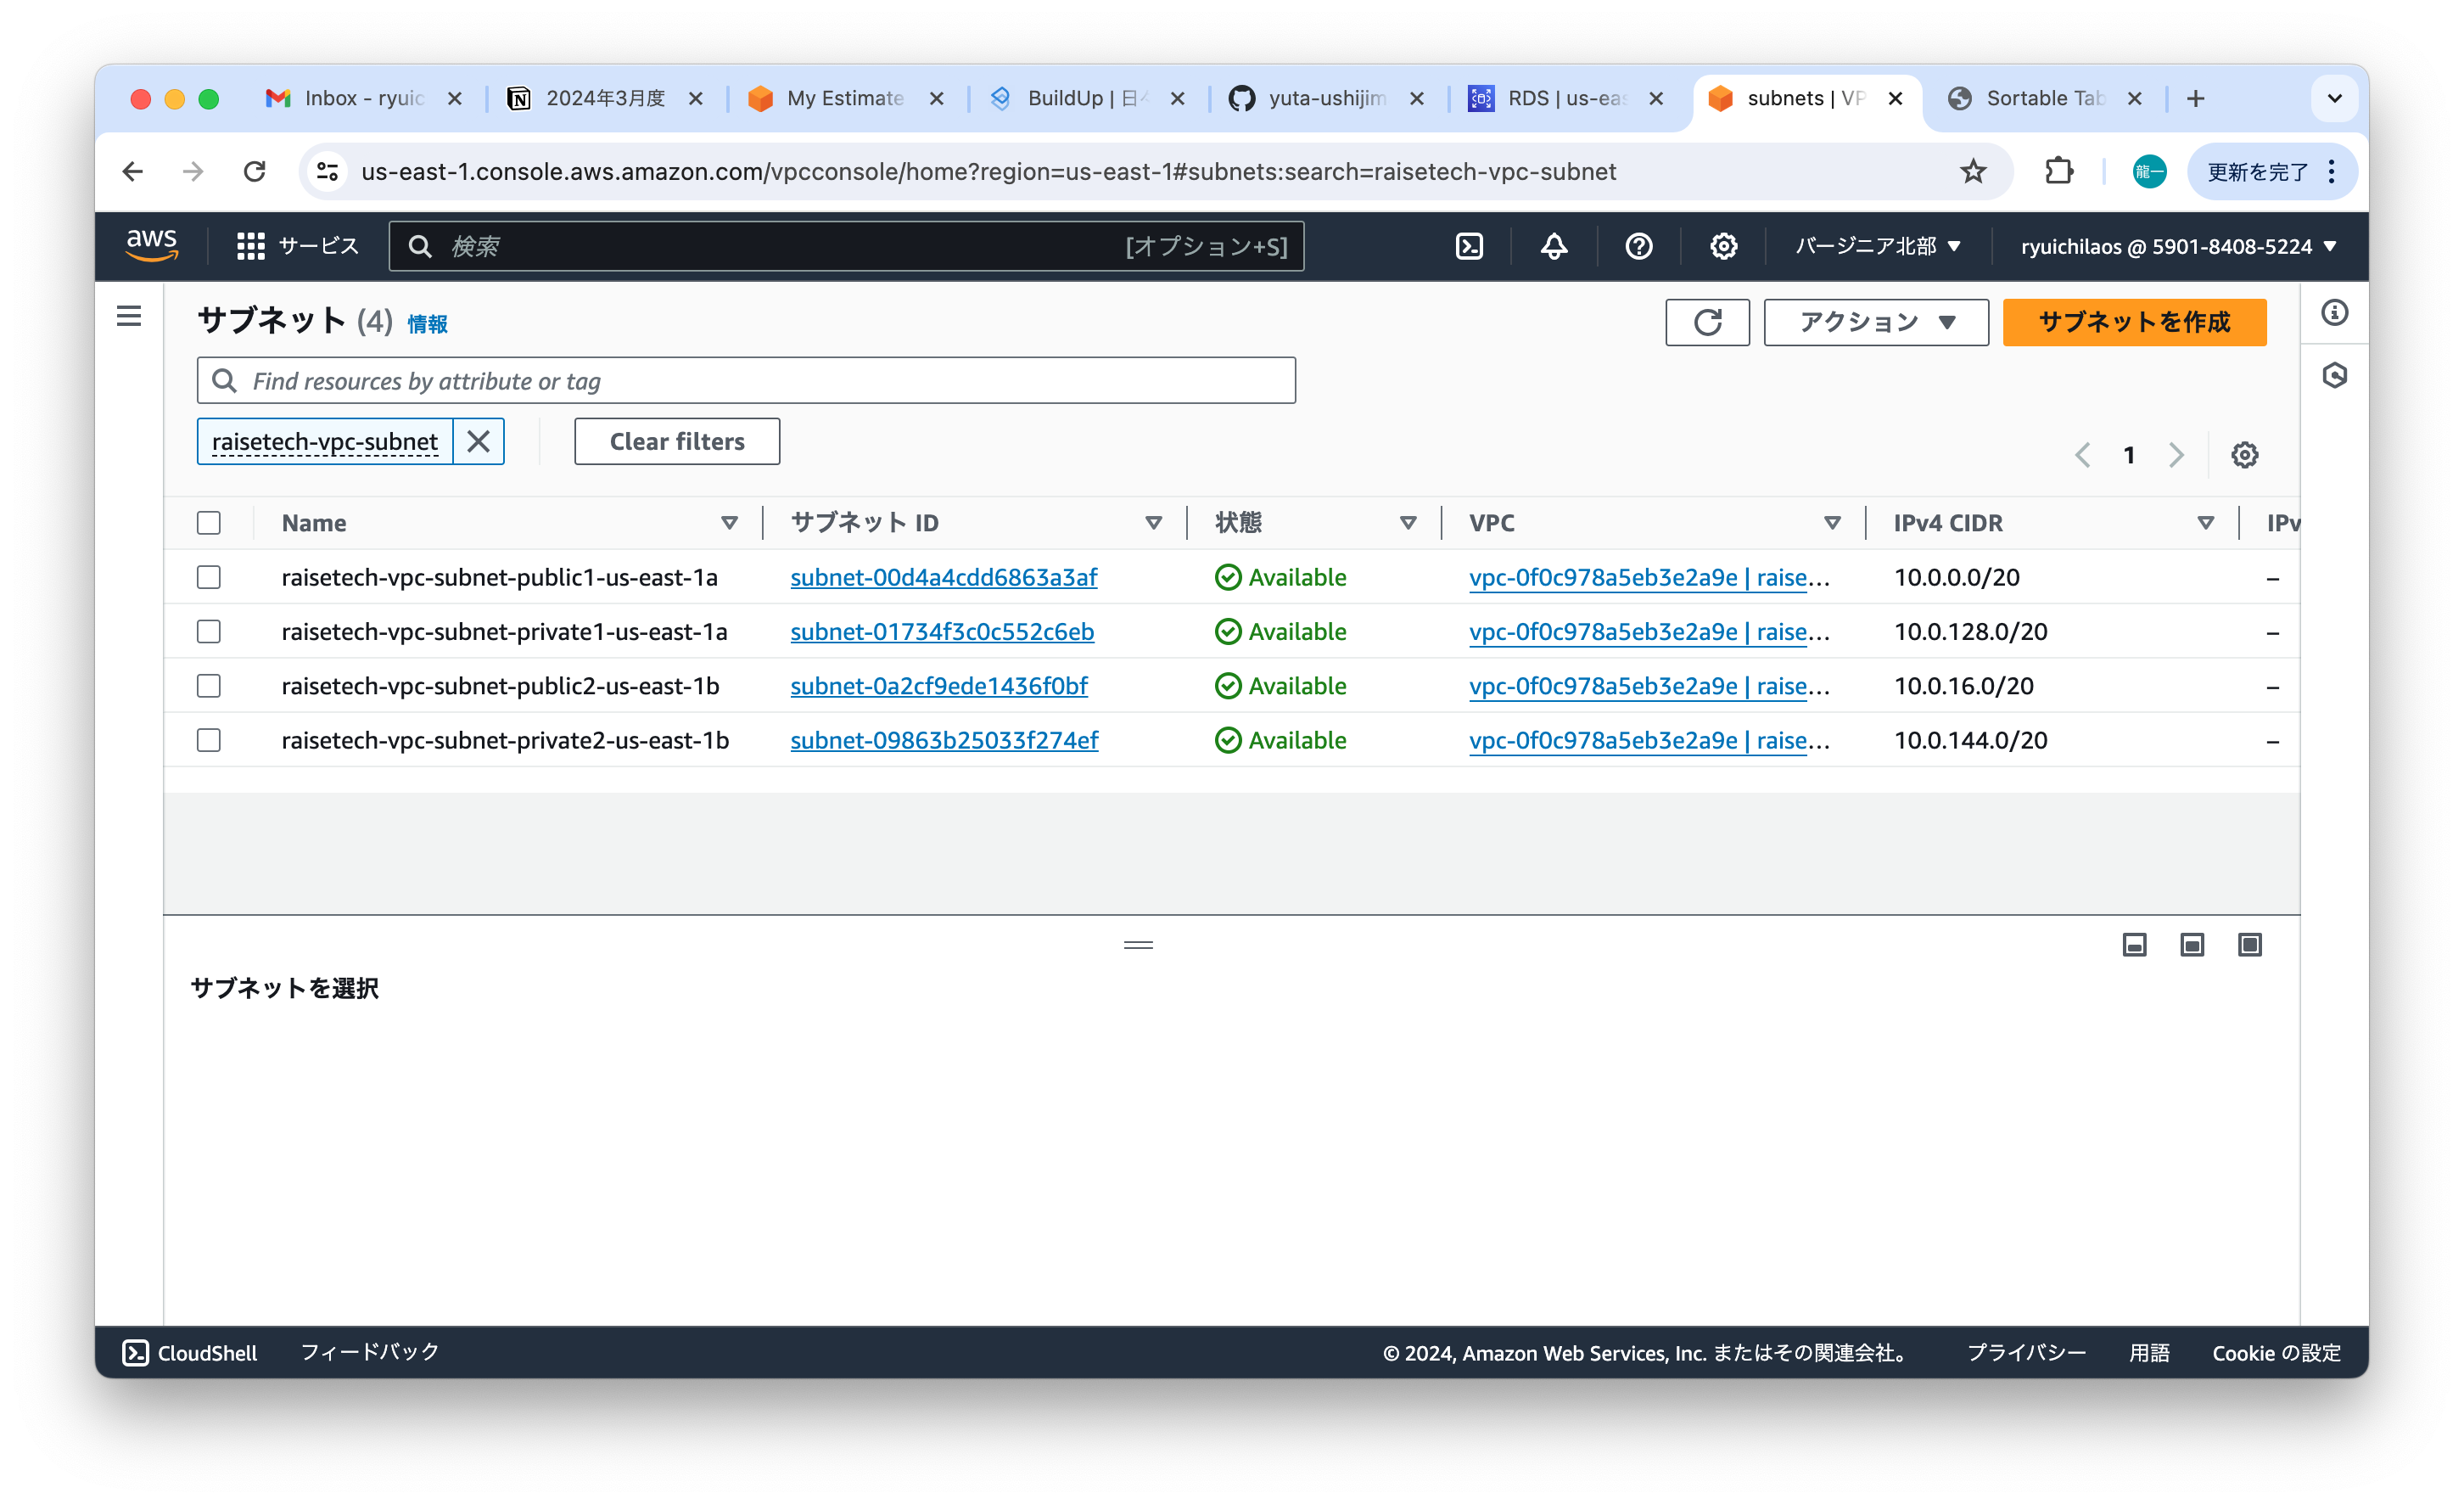 Inbox - ryuic
2024年3月度
My Estimate
BuildUp | 日
yuta-ushijim
RDS | us-eas
subnets | VP
Sortable Tab
us-east-1.console.aws.amazon.com/vpcconsole/home?region=us-east-1#subnets:search=raisetech-vpc-subnet
龍一
更新を完了
aws
サービス
検索
[オプション+S]
バージニア北部
ryuichilaos @ 5901-8408-5224
サブネット (4) 情報
アクション
サブネットを作成
Find resources by attribute or tag
raisetech-vpc-subnet
Clear filters
1
Name サブネット ID 状態 VPC IPv4 CIDR IPv
raisetech-vpc-subnet-public1-us-east-1a subnet-00d4a4cdd6863a3af Available vpc-0f0c978a5eb3e2a9e | raise... 10.0.0.0/20 –
raisetech-vpc-subnet-private1-us-east-1a subnet-01734f3c0c552c6eb Available vpc-0f0c978a5eb3e2a9e | raise... 10.0.128.0/20 –
raisetech-vpc-subnet-public2-us-east-1b subnet-0a2cf9ede1436f0bf Available vpc-0f0c978a5eb3e2a9e | raise... 10.0.16.0/20 –
raisetech-vpc-subnet-private2-us-east-1b subnet-09863b25033f274ef Available vpc-0f0c978a5eb3e2a9e | raise... 10.0.144.0/20 –
サブネットを選択
CloudShell
フィードバック
© 2024, Amazon Web Services, Inc. またはその関連会社。
プライバシー
用語
Cookie の設定